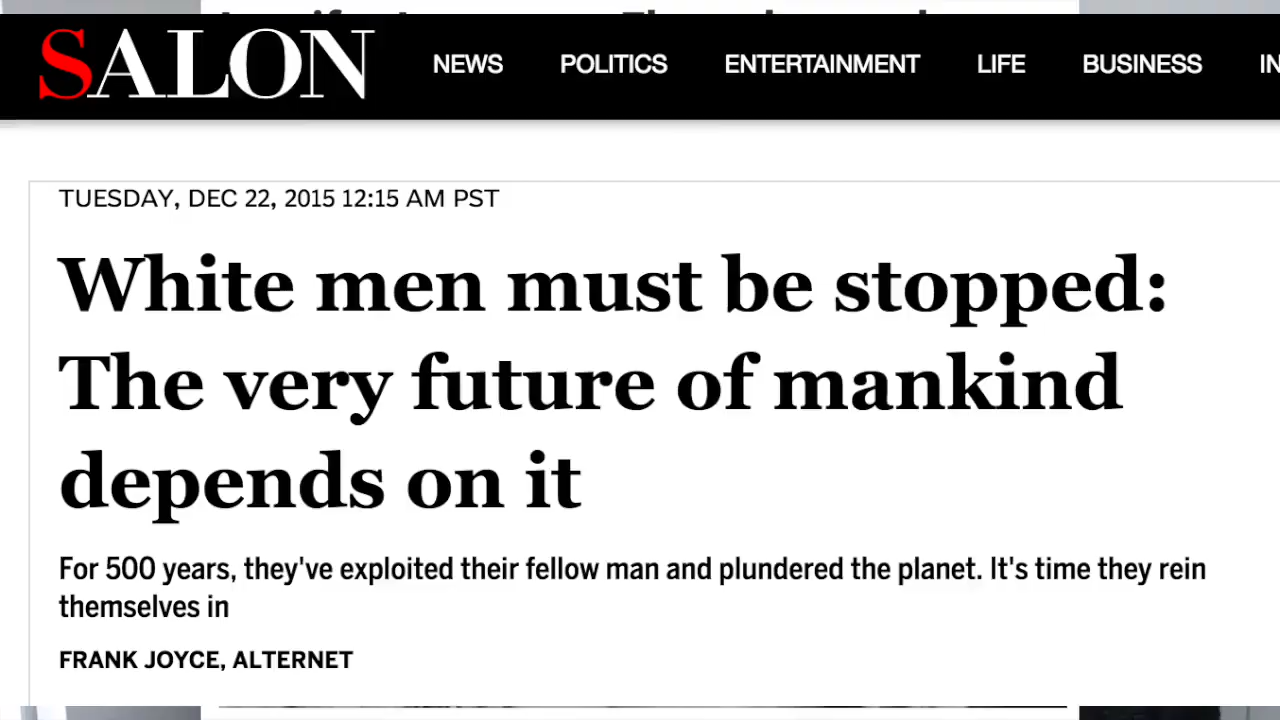 SALON NEWS POLITICS ENTERTAINMENT LIFE BUSINESS IN
TUESDAY, DEC 22, 2015 12:15 AM PST
White men must be stopped:
The very future of mankind
depends on it
For 500 years, they've exploited their fellow man and plundered the planet. It's time they rein
themselves in
FRANK JOYCE, ALTERNET